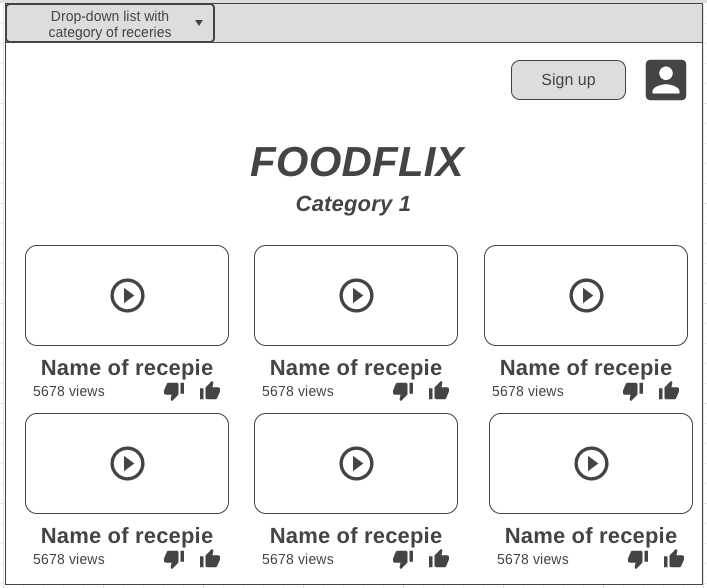 Drop-down list with
category of receries
Sign up
FOODFLIX
Category 1
Name of recepie
5678 views
Name of recepie
5678 views
Name of recepie
5678 views
Name of recepie
5678 views
Name of recepie
5678 views
Name of recepie
5678 views